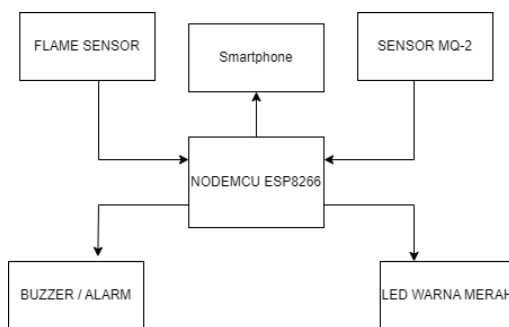 FLAME SENSOR
Smartphone
SENSOR MQ-2
NODEMCU ESP8266
BUZZER / ALARM
LED WARNA MERAH